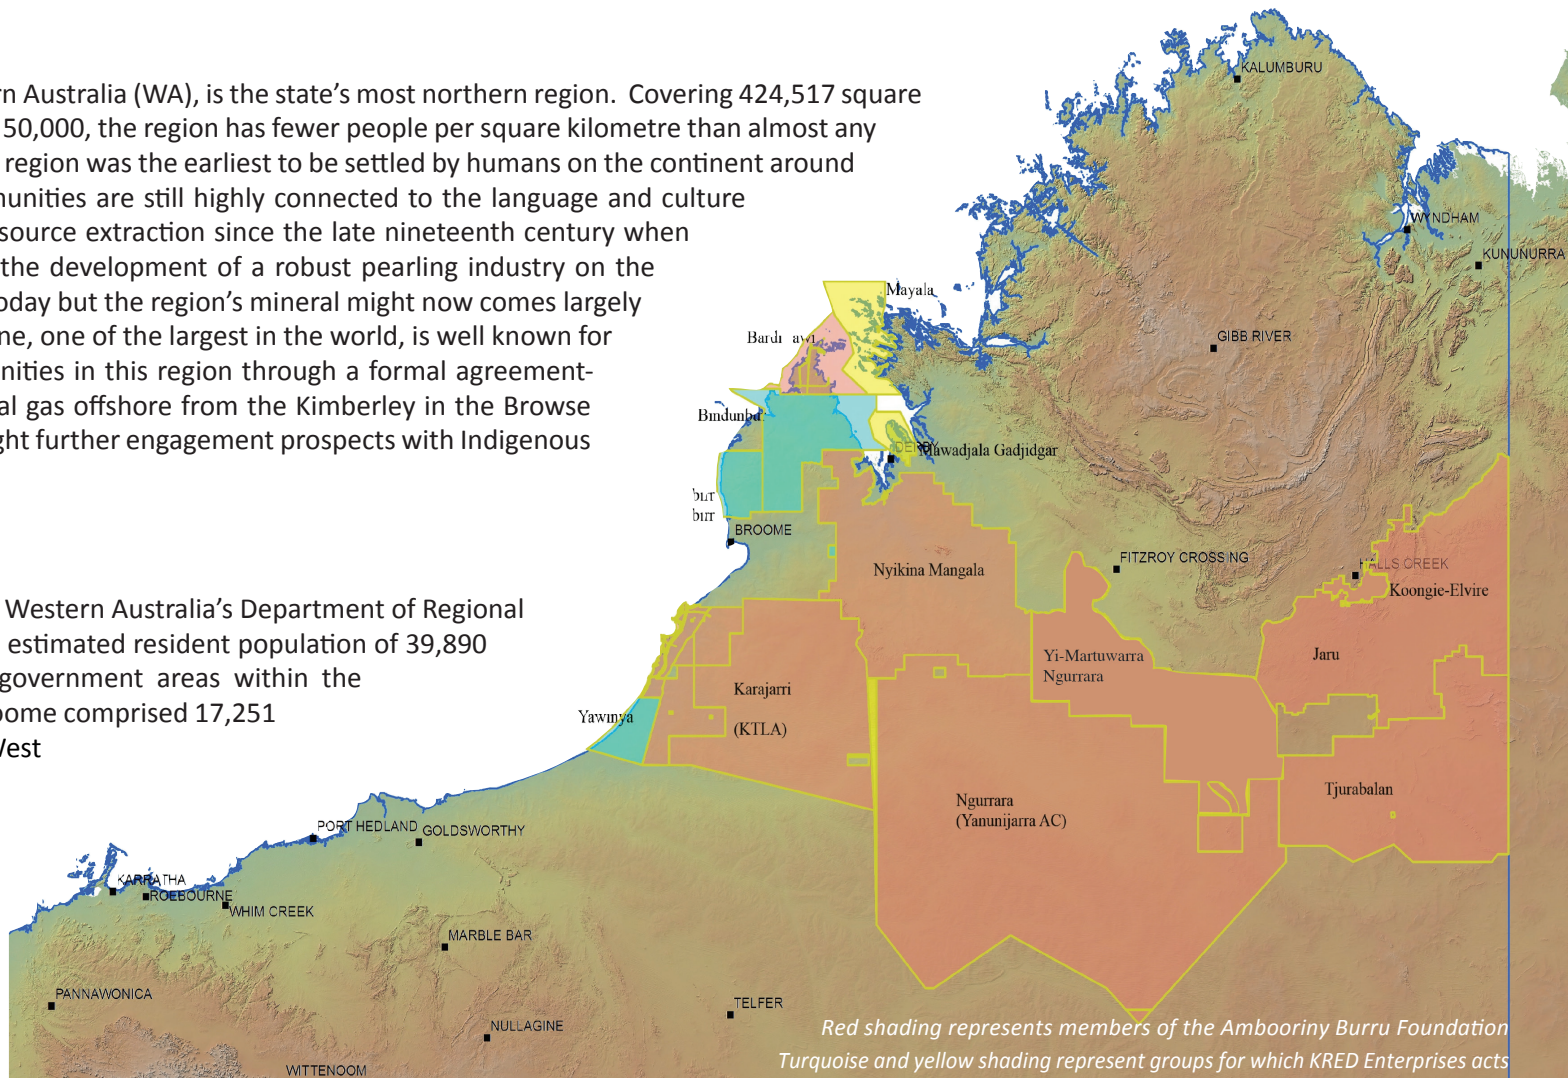 rn Australia (WA), is the state's most northern region. Covering 424,517 square
50,000, the region has fewer people per square kilometre than almost any
region was the earliest to be settled by humans on the continent around
nunities are still highly connected to the language and culture
source extraction since the late nineteenth century when
the development of a robust pearling industry on the
oday but the region's mineral might now comes largely
ne, one of the largest in the world, is well known for
nities in this region through a formal agreement-
al gas offshore from the Kimberley in the Browse
ght further engagement prospects with Indigenous
Western Australia's Department of Regional
estimated resident population of 39,890
government areas within the
oome comprised 17,251
West
KALUMBURU
WYNDHAM
KUNUNURRA
Mayala
GIBB RIVER
Bardi awi
Bindunbur
DERBY
Mawadjala Gadjidgar
BROOME
FITZROY CROSSING
Nyikina Mangala
HALLS CREEK
Koongie-Elvire
Yi-Martuwarra
Ngurrara
Jaru
Karajarri
(KTLA)
Yawinya
Tjurabalan
Ngurrara
(Yanunijarra AC)
PORT HEDLAND
GOLDSWORTHY
KARRATHA
ROEBOURNE
WHIM CREEK
MARBLE BAR
PANNAWONICA
TELFER
NULLAGINE
WITTENOOM
Red shading represents members of the Ambooriny Burru Foundation
Turquoise and yellow shading represent groups for which KRED Enterprises acts